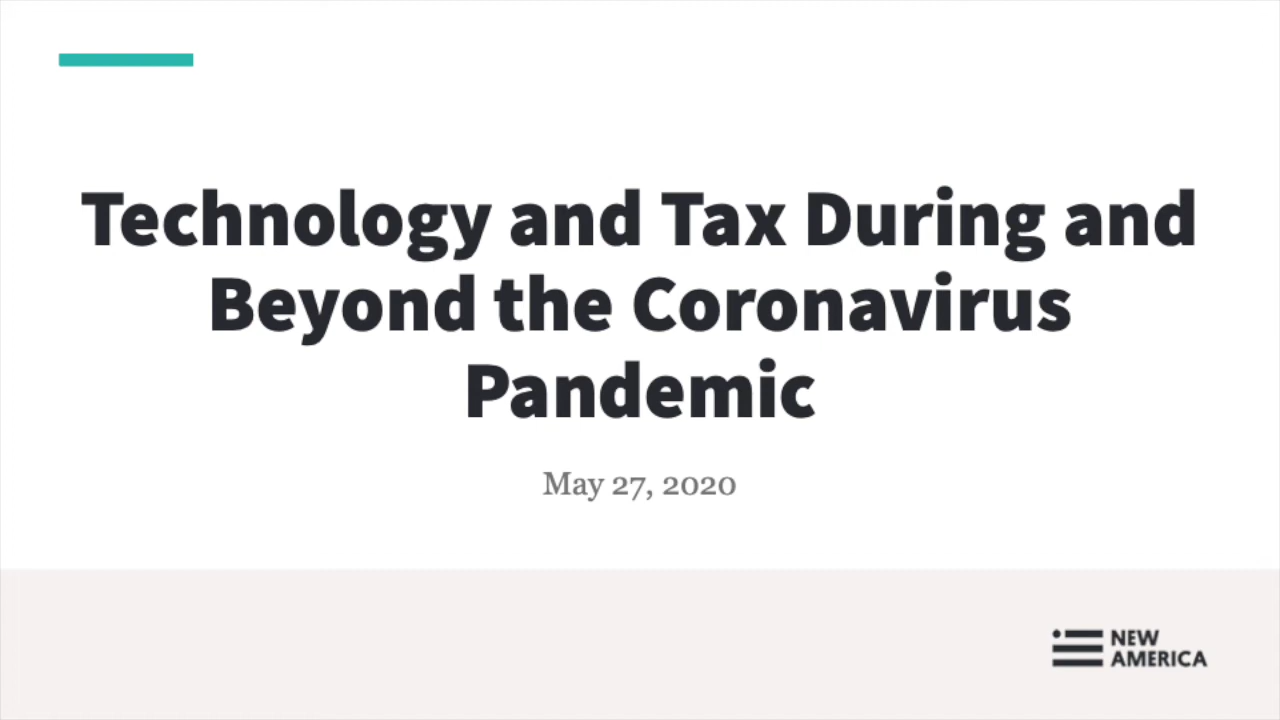 Technology and Tax During and
Beyond the Coronavirus
Pandemic
May 27, 2020
NEW
AMERICA